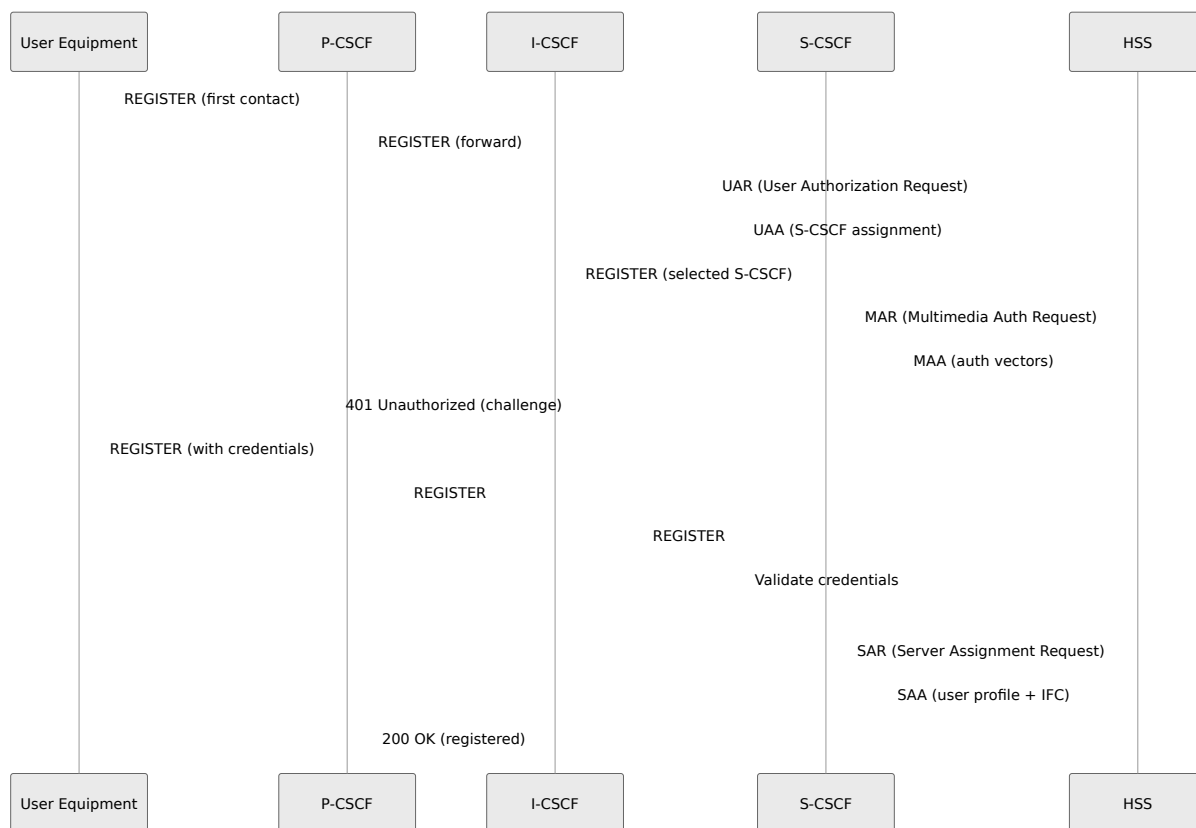 User Equipment
P-CSCF
I-CSCF
S-CSCF
HSS
REGISTER (first contact)
REGISTER (forward)
UAR (User Authorization Request)
UAA (S-CSCF assignment)
REGISTER (selected S-CSCF)
MAR (Multimedia Auth Request)
MAA (auth vectors)
401 Unauthorized (challenge)
REGISTER (with credentials)
REGISTER
REGISTER
Validate credentials
SAR (Server Assignment Request)
SAA (user profile + IFC)
200 OK (registered)
User Equipment
P-CSCF
I-CSCF
S-CSCF
HSS